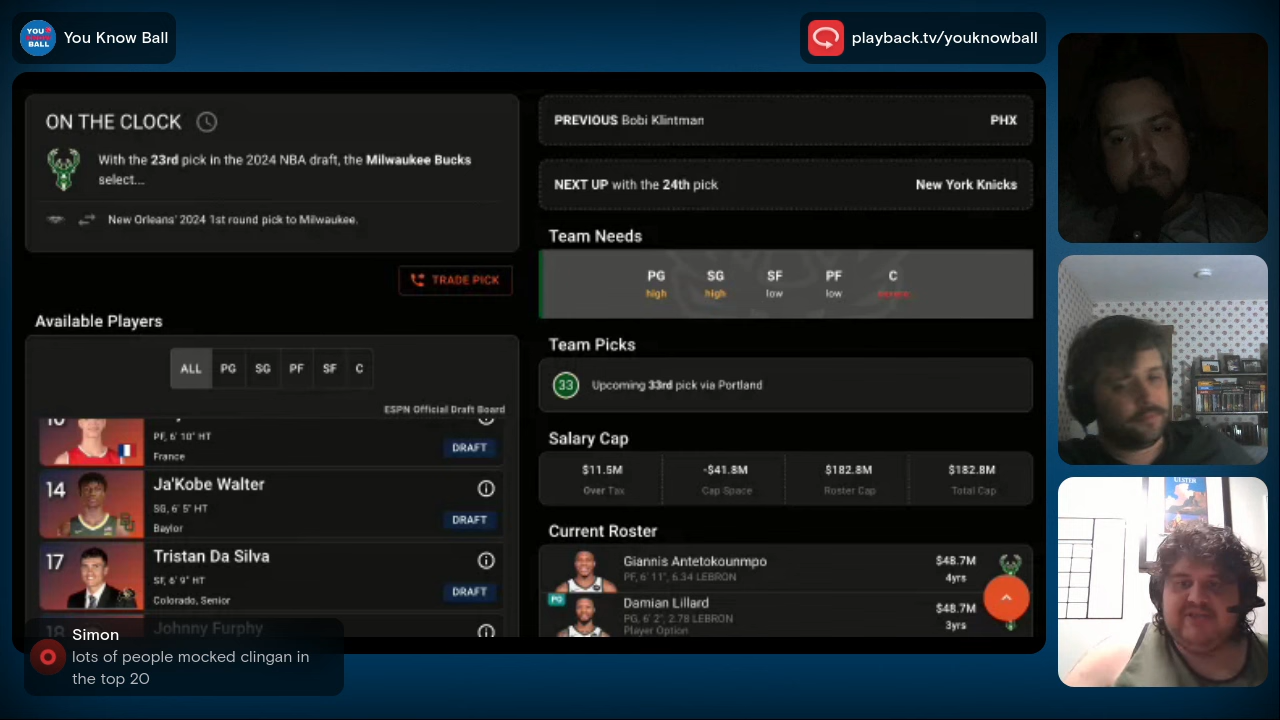 YOU KNOW BALL
You Know Ball
playback.tv/youknowball
ON THE CLOCK
With the 23rd pick in the 2024 NBA draft, the Milwaukee Bucks
select...
New Orleans' 2024 1st round pick to Milwaukee.
TRADE PICK
Available Players
ALL PG SG PF SF C
ESPN Official Draft Board
PF, 6' 10" HT
France
DRAFT
14
Ja'Kobe Walter
SG, 6' 5" HT
Baylor
DRAFT
17
Tristan Da Silva
SF, 6' 9" HT
Colorado, Senior
DRAFT
18
Johnny Furphy
Simon
lots of people mocked clingan in
the top 20
PREVIOUS Bobi Klintman PHX
NEXT UP with the 24th pick New York Knicks
Team Needs
PG SG SF PF C
high high low low severe
Team Picks
33 Upcoming 33rd pick via Portland
Salary Cap
$11.5M -$41.8M $182.8M $182.8M
Over Tax Cap Space Roster Cap Total Cap
Current Roster
Giannis Antetokounmpo $48.7M
PF, 6' 11", 6.34 LEBRON 4yrs
PO
Damian Lillard $48.7M
PG, 6' 2", 2.78 LEBRON 3yrs
Player Option
ULSTER